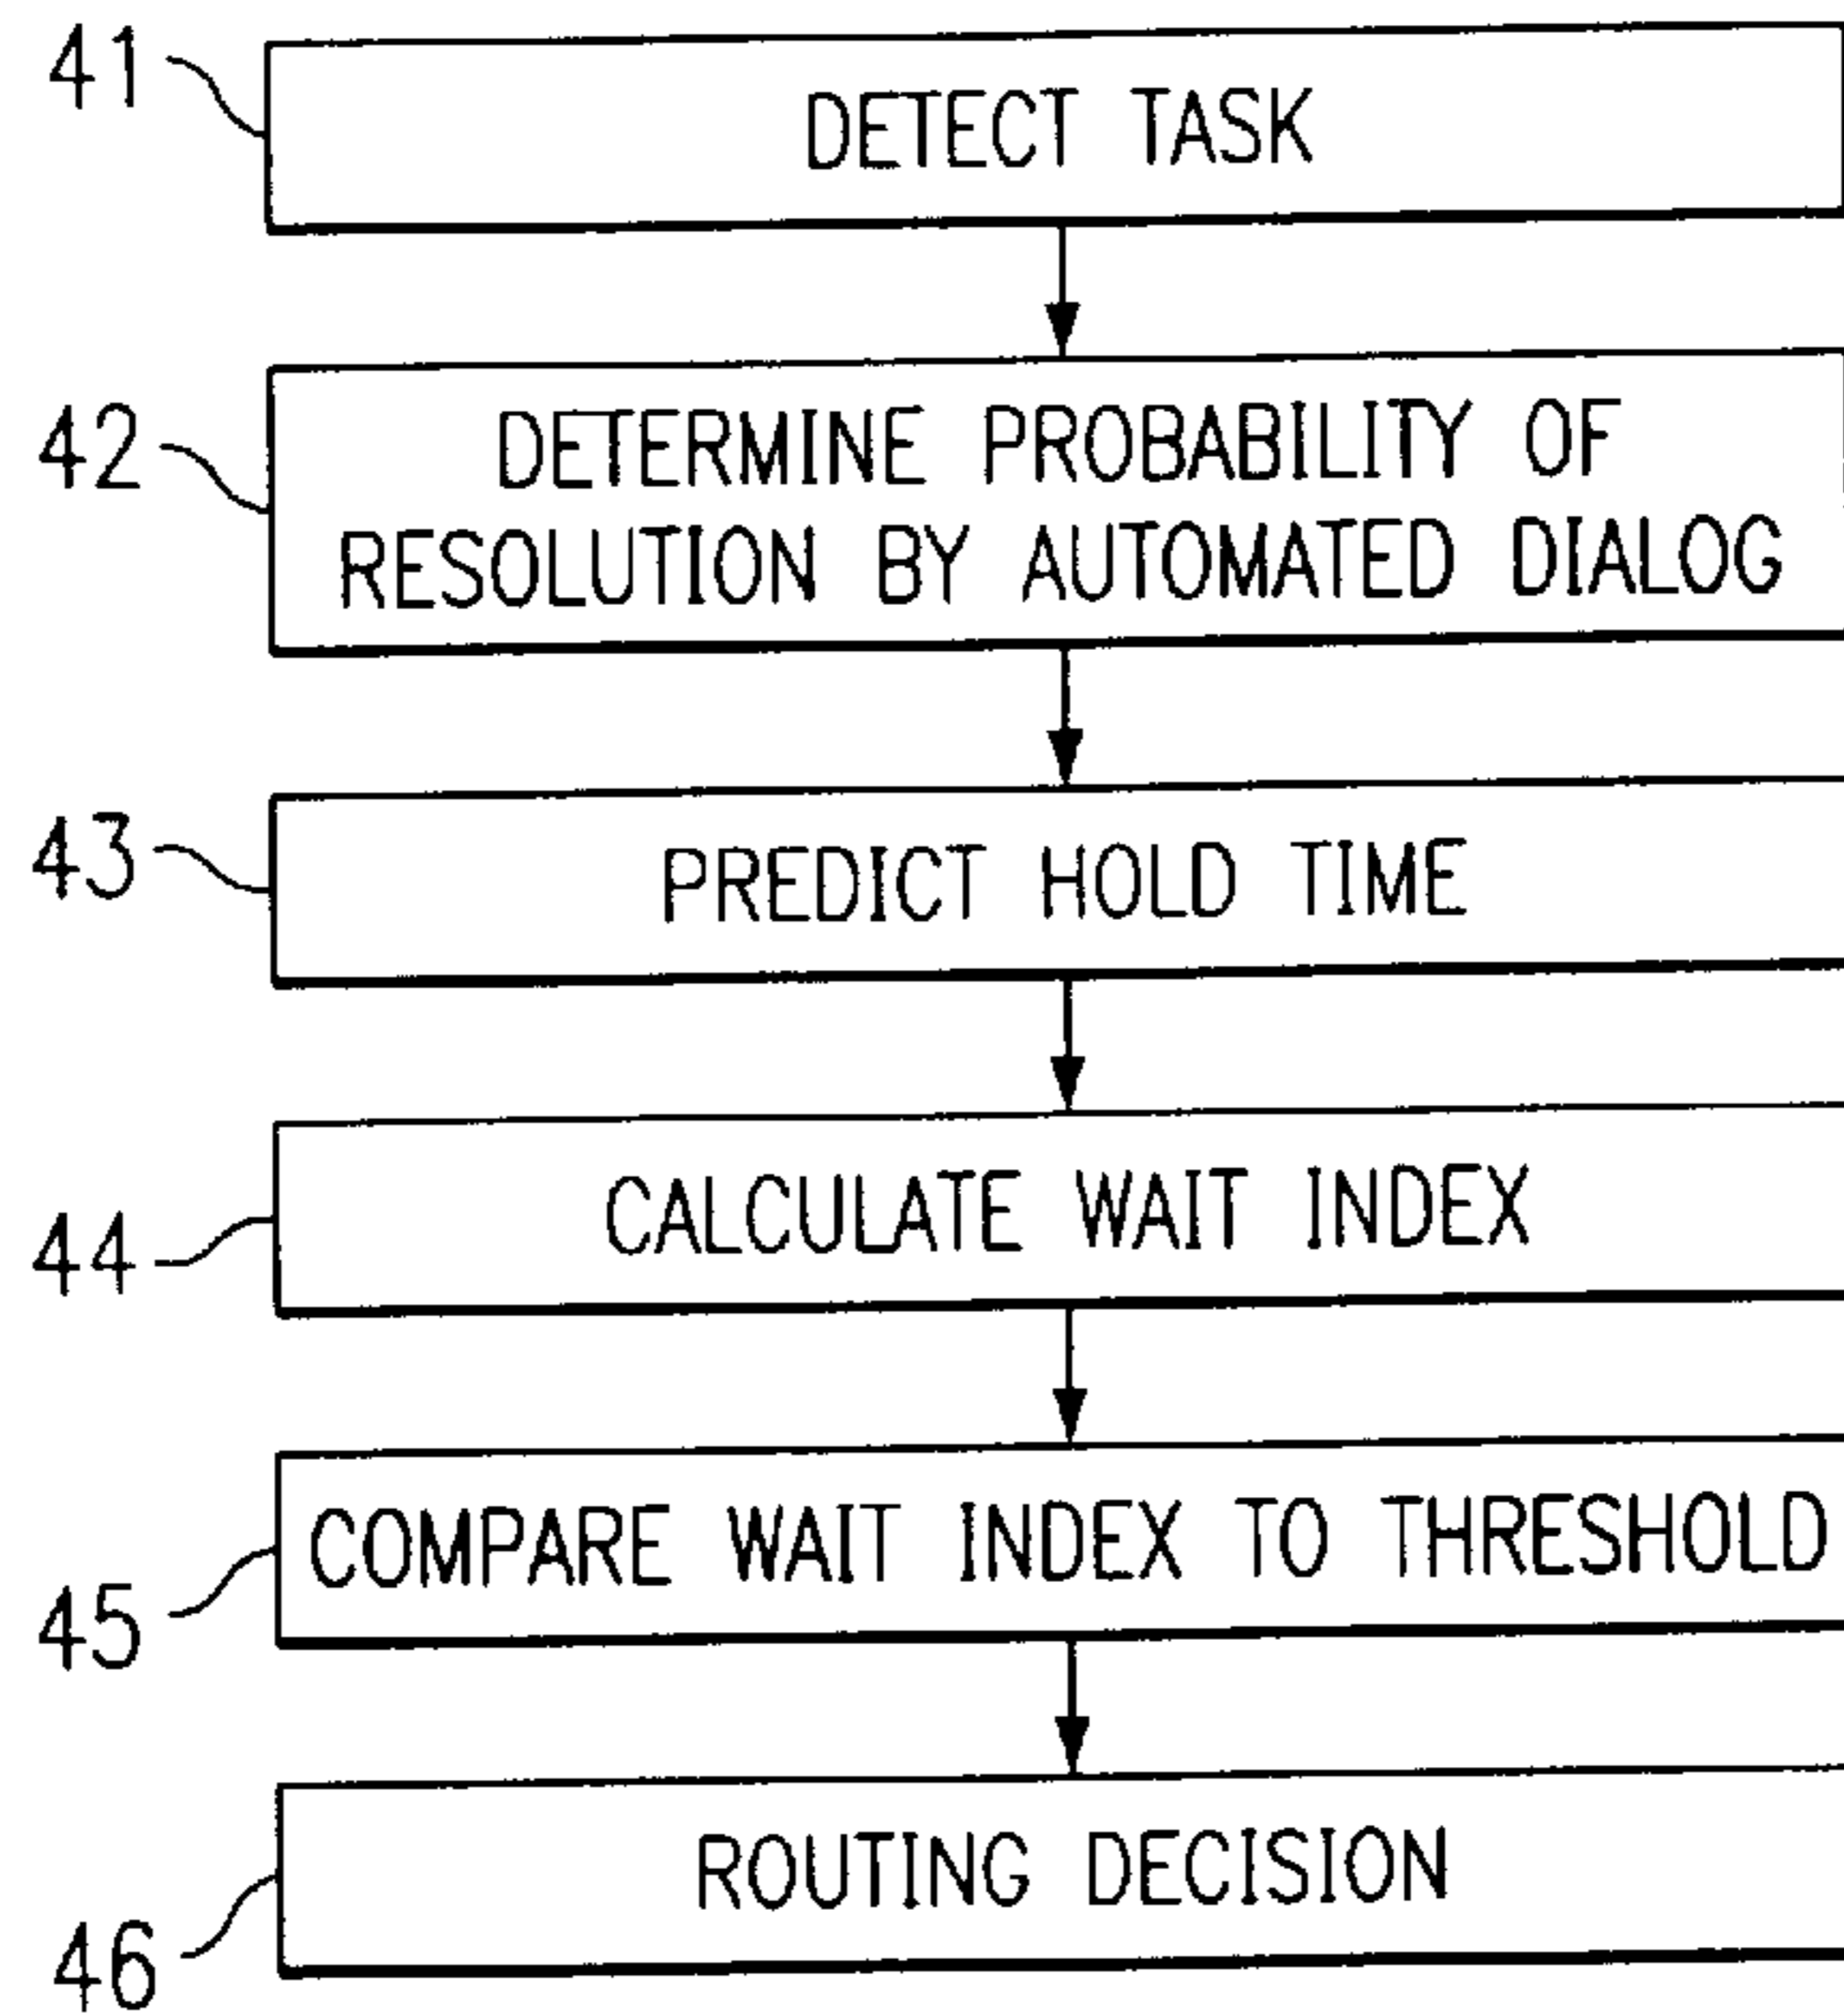 41
DETECT TASK
42
DETERMINE PROBABILITY OF
RESOLUTION BY AUTOMATED DIALOG
43
PREDICT HOLD TIME
44
CALCULATE WAIT INDEX
45
COMPARE WAIT INDEX TO THRESHOLD
46
ROUTING DECISION